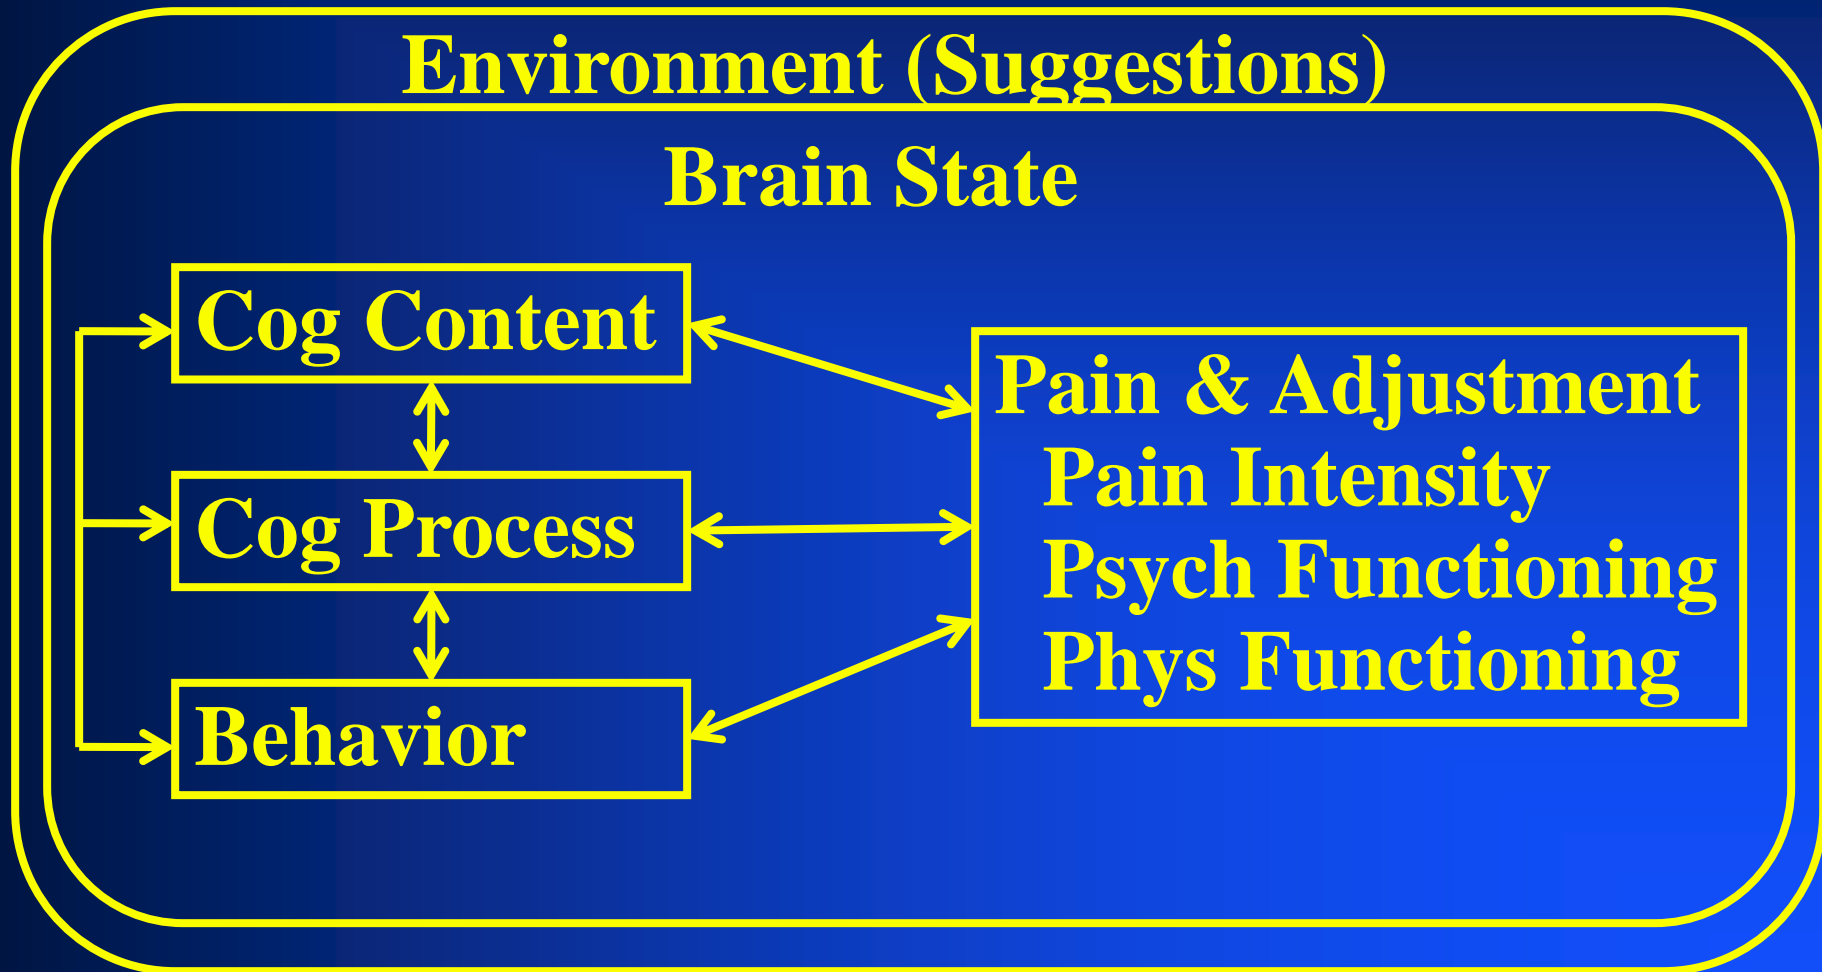 Environment (Suggestions)
Brain State
Cog Content
Cog Process
Behavior
Pain & Adjustment
Pain Intensity
Psych Functioning
Phys Functioning